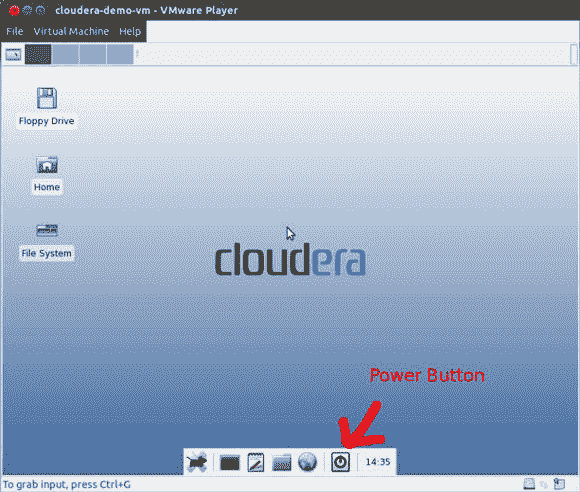 cloudera-demo-vm - VMware Player
File Virtual Machine Help
Floppy Drive
Home
File System
cloudera
Power Button
14:35
To grab input, press Ctrl+G